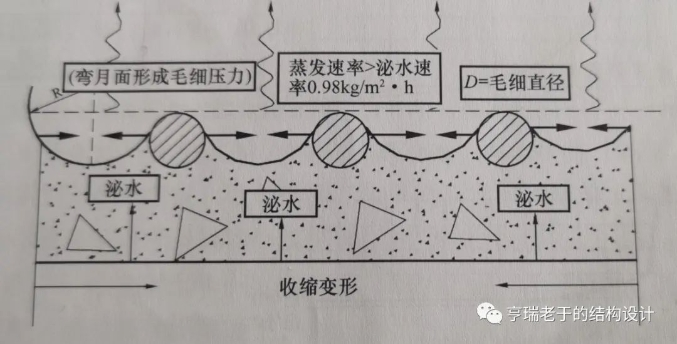 (弯月面形成毛细压力)
蒸发速率>泌水速
率0.98kg/m²·h
D=毛细直径
R
泌水
泌水
泌水
收缩变形
亨瑞老于的结构设计